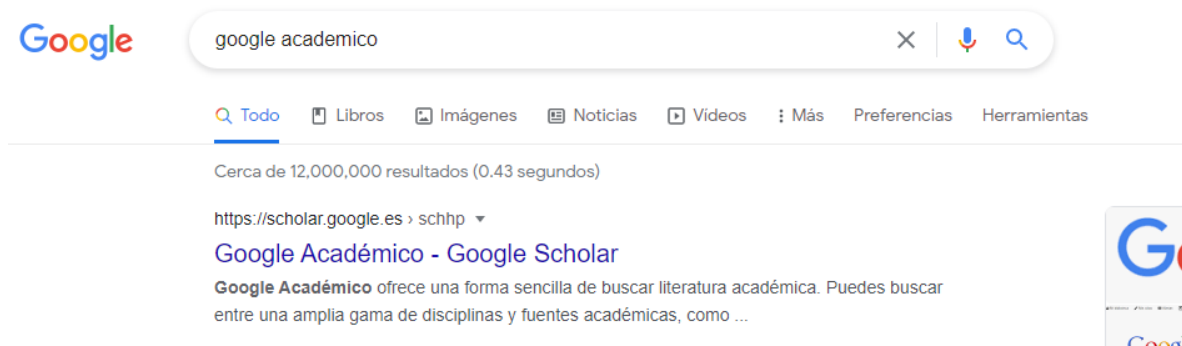 Google
google academico
Todo Libros Imágenes Noticias Vídeos Más Preferencias Herramientas
Cerca de 12,000,000 resultados (0.43 segundos)
https://scholar.google.es › schhp
Google Académico - Google Scholar
Google Académico ofrece una forma sencilla de buscar literatura académica. Puedes buscar
entre una amplia gama de disciplinas y fuentes académicas, como ...